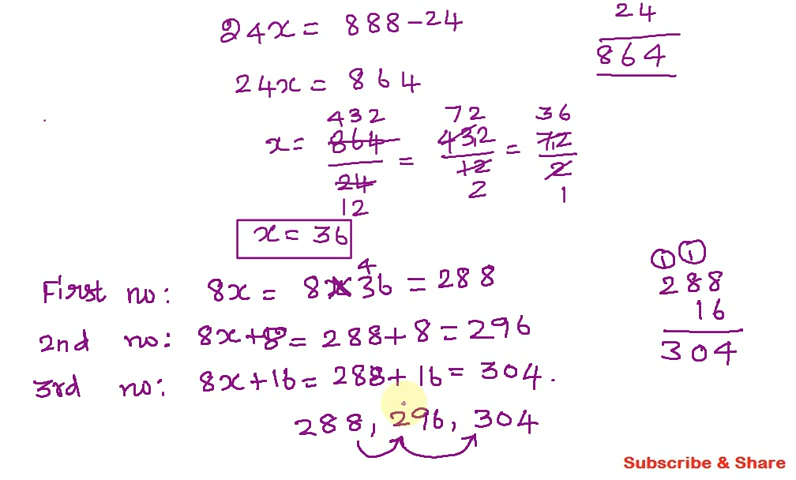 24x = 888 - 24
24
864
24x = 864
432 72 36
x = 864/24 = 432/12 = 72/2
12 2 1
x = 36
First no: 8x = 8 x 36 = 288
4
2nd no: 8x+8 = 288 + 8 = 296
3rd no: 8x+16 = 288 + 16 = 304.
288, 296, 304
1 1
288
16
304
Subscribe & Share